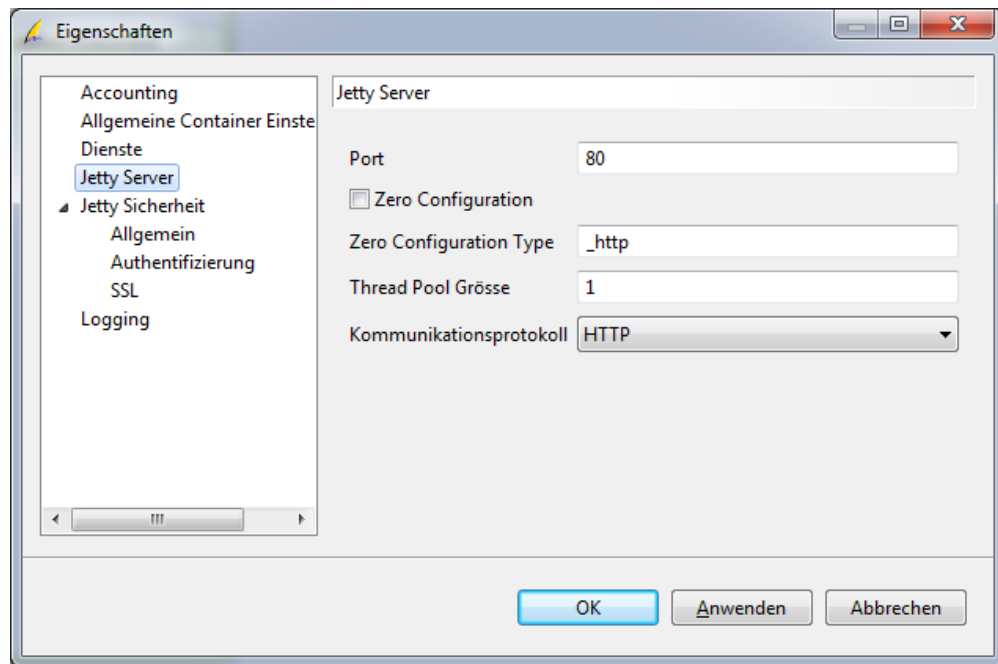 Eigenschaften
Accounting
Allgemeine Container Einste
Dienste
Jetty Server
Jetty Sicherheit
Allgemein
Authentifizierung
SSL
Logging
Jetty Server
Port 80
Zero Configuration
Zero Configuration Type _http
Thread Pool Grösse 1
Kommunikationsprotokoll HTTP
OK Anwenden Abbrechen